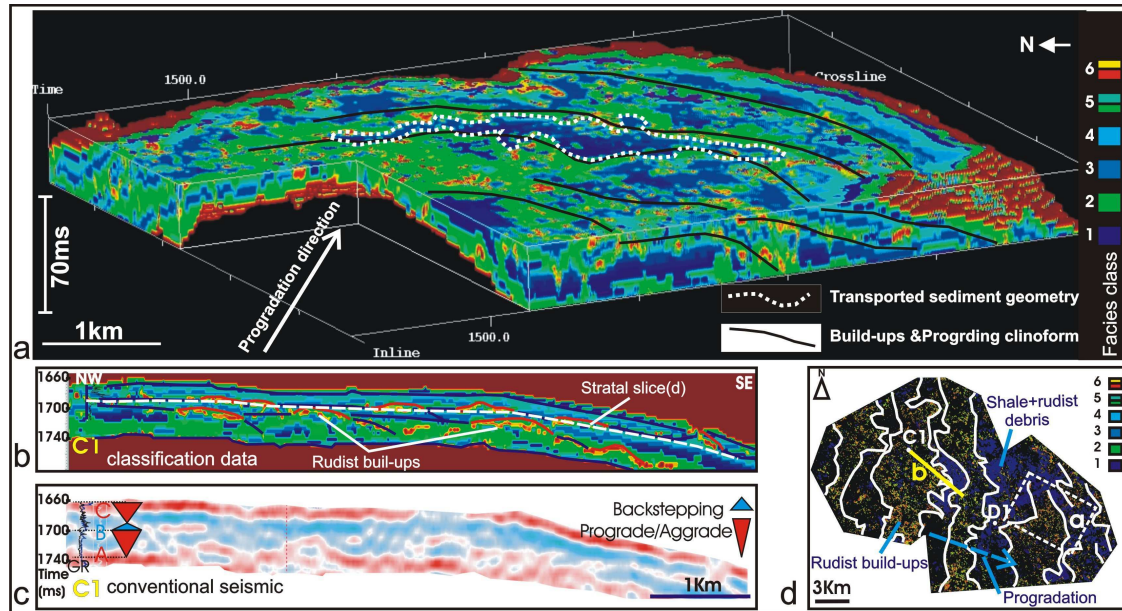 N
Time
1500.0
Crossline
6
5
4
3
2
1
Facies class
70ms
Progradation direction
1km
Inline
1500.0
Transported sediment geometry
Build-ups &Progrding clinoform
a
1660
1700
1740
NW
SE
Stratal slice(d)
C1
classification data
Rudist buil-ups
b
1660
1700
1740
Time
(ms)
C
B
A
GR
C1
conventional seismic
Backstepping
Prograde/Aggrade
1Km
c
N
Shale+rudist
debris
6
5
4
3
2
1
C1
b
D1
a
Rudist build-ups
Progradation
3Km
d